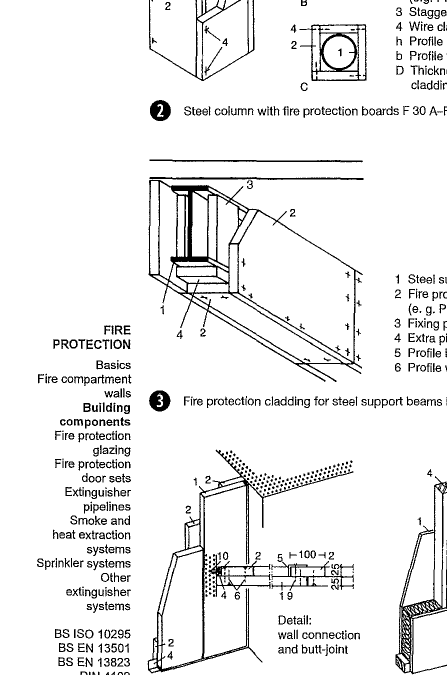 B
(e.g.
2
3 Stagge
4 Wire cl
4
h Profile
2
1
b Profile
4
D Thickn
claddin
C
2 Steel column with fire protection boards F 30 A–F
3
2
1 Steel su
2 Fire pro
(e. g. P
1
3 Fixing p
4
2
4 Extra pi
5 Profile
6 Profile
FIRE
PROTECTION
Basics
Fire compartment
walls
Building
components
Fire protection
glazing
Fire protection
door sets
Extinguisher
pipelines
Smoke and
heat extraction
systems
Sprinkler systems
Other
extinguisher
systems
BS ISO 10295
BS EN 13501
BS EN 13823
3 Fire protection cladding for steel support beams
2
1
2
4
10
2
5
100
2
25 25
4
6
1 9
Detail:
wall connection
and butt-joint
2
4
1